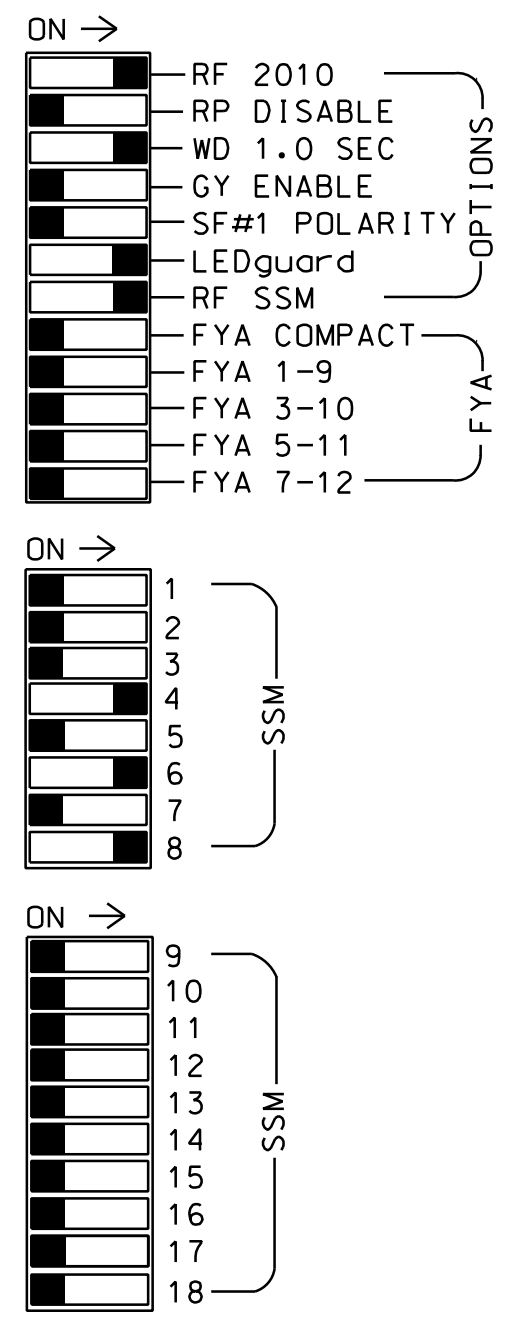 ON →
RF 2010
RP DISABLE
WD 1.0 SEC
GY ENABLE
SF#1 POLARITY
LEDguard
RF SSM
OPTIONS
FYA COMPACT
FYA 1-9
FYA 3-10
FYA 5-11
FYA 7-12
FYA
ON →
1
2
3
4
5
6
7
8
SSM
ON →
9
10
11
12
13
14
15
16
17
18
SSM